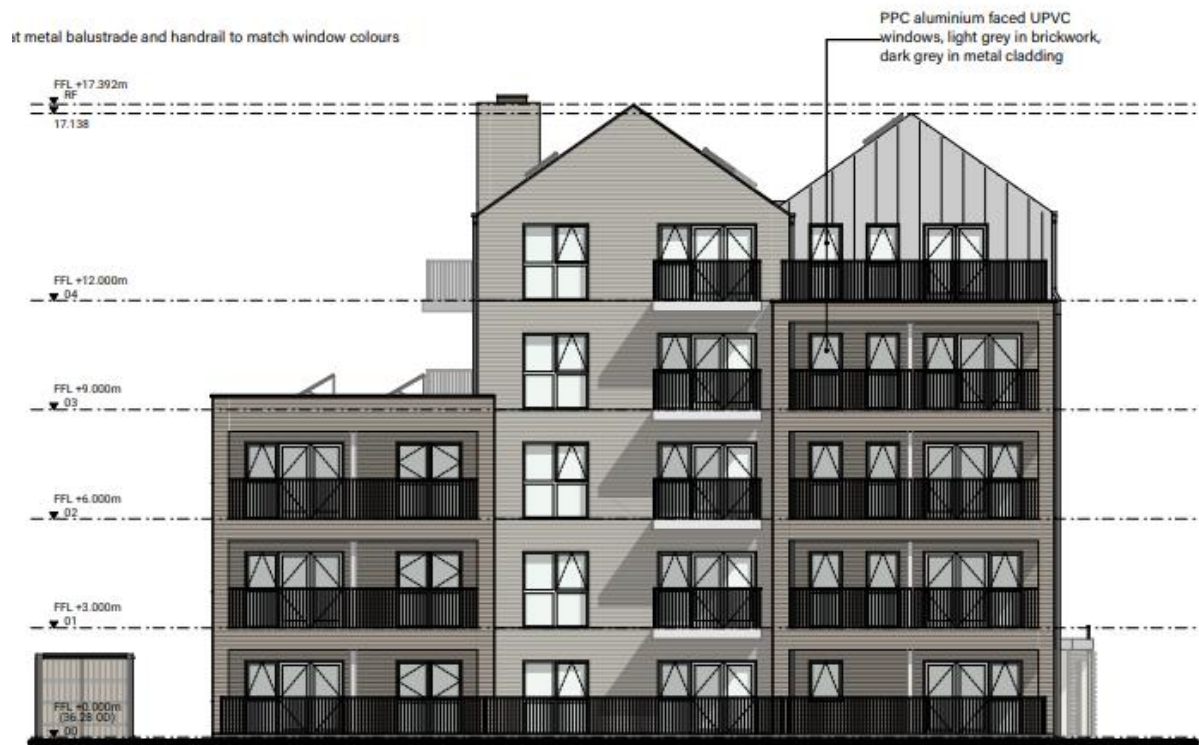 at metal balustrade and handrail to match window colours
PPC aluminium faced UPVC
windows, light grey in brickwork,
dark grey in metal cladding
FFL +17.392m
RF
17.138
FFL +12.000m
04
FFL +9.000m
03
FFL +6.000m
02
FFL +3.000m
01
FFL +0.000m
(36.28 OD)
00